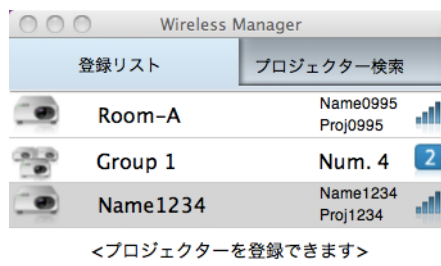 Wireless Manager
登録リスト プロジェクター検索
Room-A Name0995
Proj0995
Group 1 Num. 4 2
Name1234 Name1234
Proj1234
<プロジェクターを登録できます>